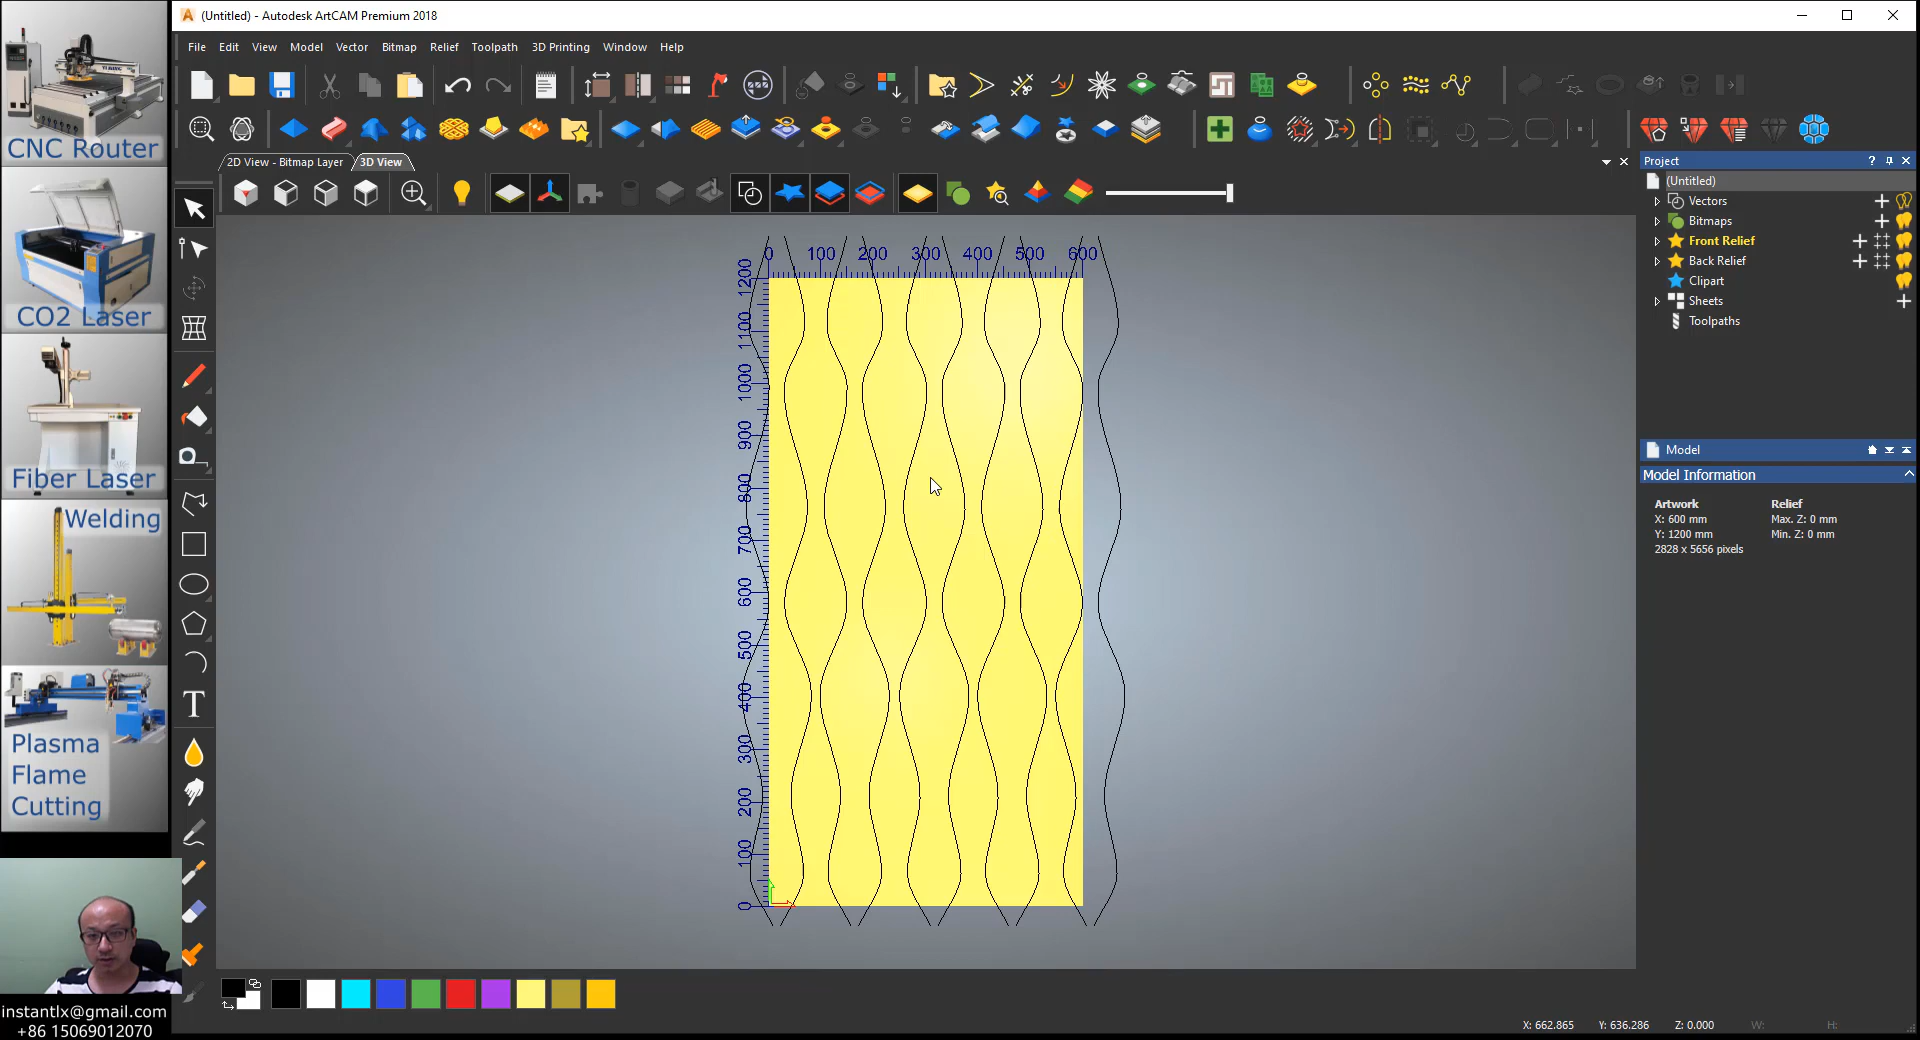 (Untitled) - Autodesk ArtCAM Premium 2018
File Edit View Model Vector Bitmap Relief Toolpath 3D Printing Window Help
CNC Router
CO2 Laser
Fiber Laser
Welding
Plasma
Flame
Cutting
instantlx@gmail.com
+86 15069012070
2D View - Bitmap Layer 3D View
0 100 200 300 400 500 600
1200
1100
1000
900
800
700
600
500
400
300
200
100
0
T
Project
(Untitled)
Vectors
Bitmaps
Front Relief
Back Relief
Clipart
Sheets
Toolpaths
Model
Model Information
Artwork Relief
X: 600 mm Max. Z: 0 mm
Y: 1200 mm Min. Z: 0 mm
2828 x 5656 pixels
X: 662.865 Y: 636.286 Z: 0.000 W: H: